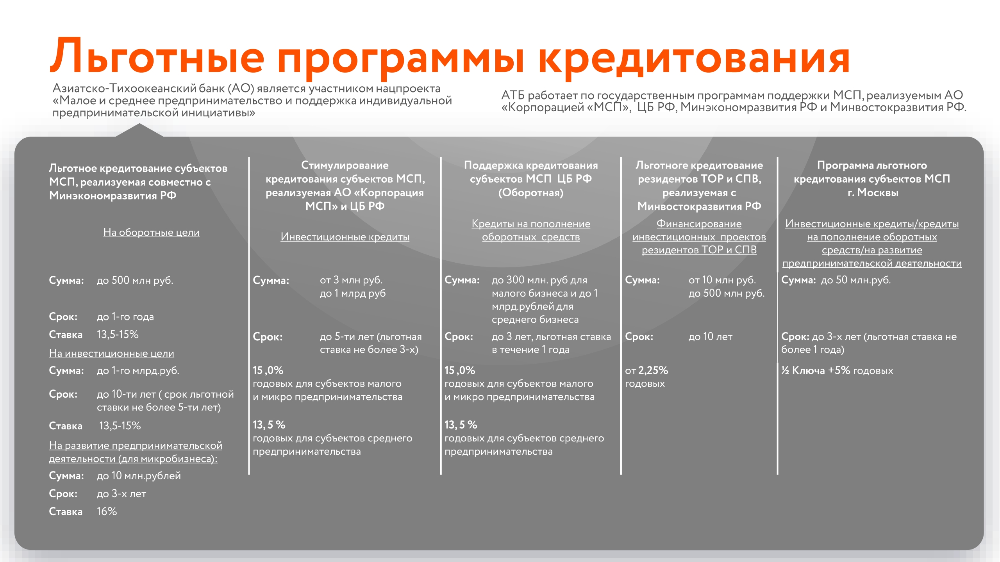 Льготные программы кредитования
Азиатско-Тихоокеанский банк (АО) является участником нацпроекта
«Малое и среднее предпринимательство и поддержка индивидуальной
предпринимательской инициативы»
АТБ работает по государственным программам поддержки МСП, реализуемым АО
«Корпорацией «МСП», ЦБ РФ, Минэкономразвития РФ и Минвостокразвития РФ.
Льготное кредитование субъектов
МСП, реализуемая совместно с
Минэкономразвития РФ
На оборотные цели
Сумма: до 500 млн руб.
Срок: до 1-го года
Ставка 13,5-15%
На инвестиционные цели
Сумма: до 1-го млрд.руб.
Срок: до 10-ти лет ( срок льготной
ставки не более 5-ти лет)
Ставка 13,5-15%
На развитие предпринимательской
деятельности (для микробизнеса):
Сумма: до 10 млн.рублей
Срок: до 3-х лет
Ставка 16%
Стимулирование
кредитования субъектов МСП,
реализуемая АО «Корпорация
МСП» и ЦБ РФ
Инвестиционные кредиты
Сумма: от 3 млн руб.
до 1 млрд руб
Срок: до 5-ти лет (льготная
ставка не более 3-х)
15 ,0%
годовых для субъектов малого
и микро предпринимательства
13, 5 %
годовых для субъектов среднего
предпринимательства
Поддержка кредитования
субъектов МСП ЦБ РФ
(Оборотная)
Кредиты на пополнение
оборотных средств
Сумма: до 300 млн. руб для
малого бизнеса и до 1
млрд.рублей для
среднего бизнеса
Срок: до 3 лет, льготная ставка
в течение 1 года
15 ,0%
годовых для субъектов малого
и микро предпринимательства
13, 5 %
годовых для субъектов среднего
предпринимательства
Льготноге кредитование
резидентов ТОР и СПВ,
реализуемая с
Минвостокразвития РФ
Финансирование
инвестиционных проектов
резидентов ТОР и СПВ
Сумма: от 10 млн руб.
до 500 млн руб.
Срок: до 10 лет
от 2,25%
годовых
Программа льготного
кредитования субъектов МСП
г. Москвы
Инвестиционные кредиты/кредиты
на пополнение оборотных
средств/на развитие
предпринимательской деятельности
Сумма: до 50 млн.руб.
Срок: до 3-х лет (льготная ставка не
более 1 года)
½ Ключа +5% годовых